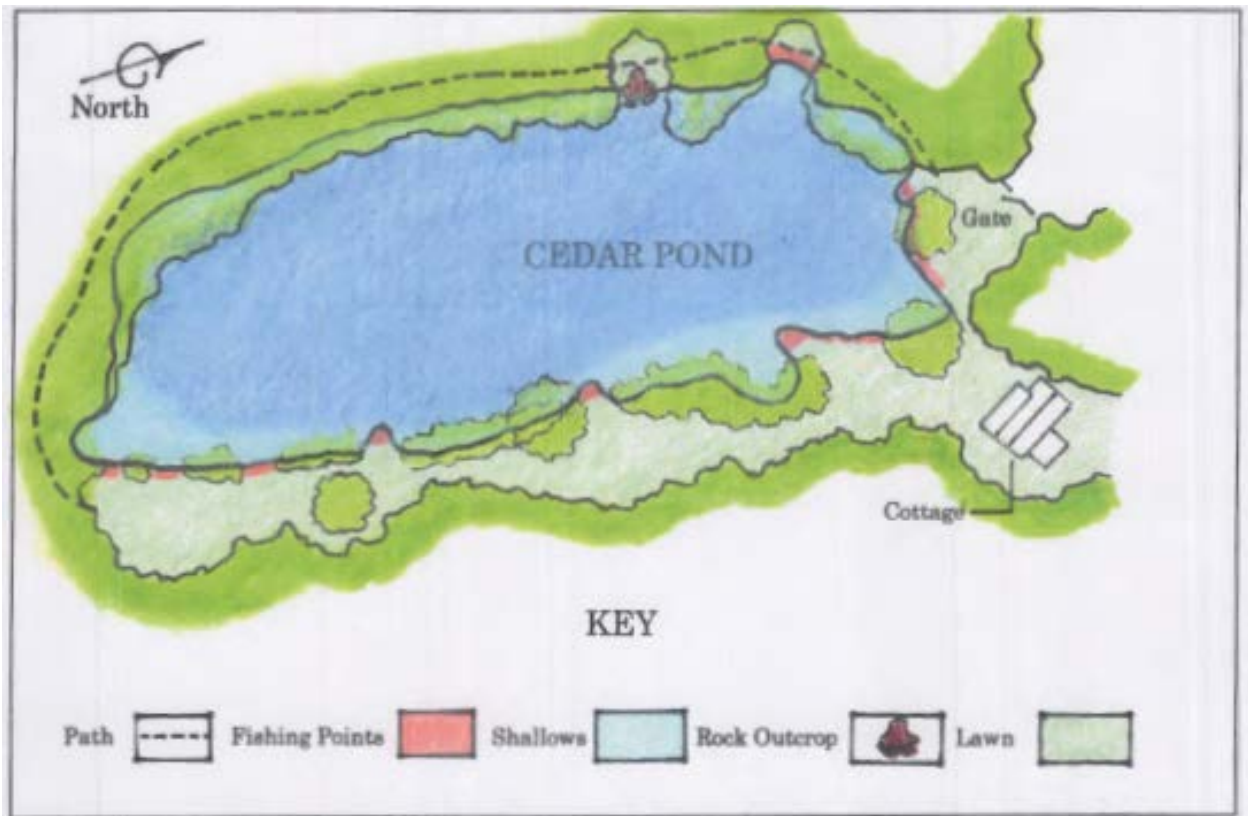 North
CEDAR POND
Gate
Cottage
KEY
Path Fishing Points Shallows Rock Outcrop Lawn